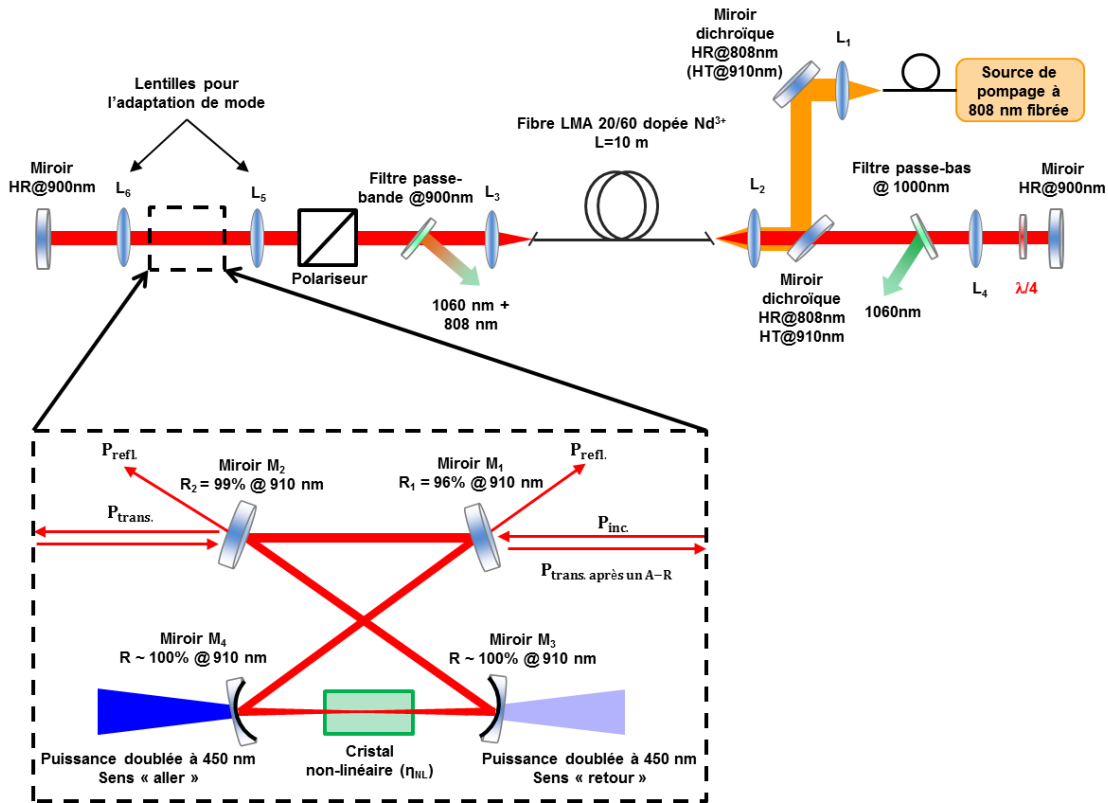 Miroir
dichroïque
HR@808nm
(HT@910nm)
L1
Source de
pompage à
808 nm fibrée
Lentilles pour
l'adaptation de mode
Fibre LMA 20/60 dopée Nd3+
L=10 m
Miroir
HR@900nm
L6
L5
Filtre passe-
bande @900nm
L3
L2
Filtre passe-bas
@ 1000nm
Miroir
HR@900nm
Polariseur
1060 nm +
808 nm
Miroir
dichroïque
HR@808nm
HT@910nm
1060nm
L4
λ/4
Prefl.
Miroir M2
R2 = 99% @ 910 nm
Miroir M1
R1 = 96% @ 910 nm
Prefl.
Ptrans.
Pinc.
Ptrans. après un A−R
Miroir M4
R ~ 100% @ 910 nm
Miroir M3
R ~ 100% @ 910 nm
Puissance doublée à 450 nm
Sens « aller »
Cristal
non-linéaire (ηNL)
Puissance doublée à 450 nm
Sens « retour »